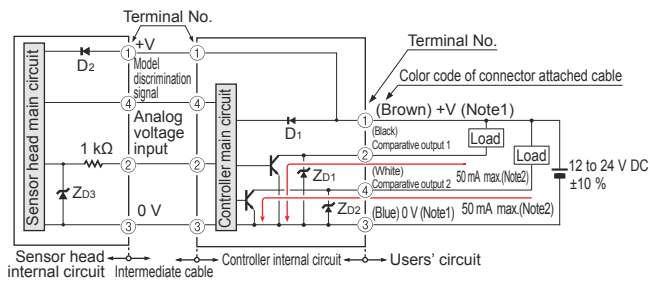 Terminal No.
Terminal No.
Color code of connector attached cable
Sensor head main circuit
D2
1 +V 1
Model
discrimination
signal
4 4
Analog
voltage
input
1 kΩ
2 2
ZD3
0 V
3 3
Controller main circuit
D1
1 (Brown) +V (Note1)
(Black)
Comparative output 1
2
Load
Load
ZD1
(White)
Comparative output 2
4
50 mA max.(Note2)
12 to 24 V DC
±10 %
ZD2
(Blue) 0 V (Note1)
50 mA max.(Note2)
3
Sensor head
internal circuit
Intermediate cable
Controller internal circuit
Users' circuit